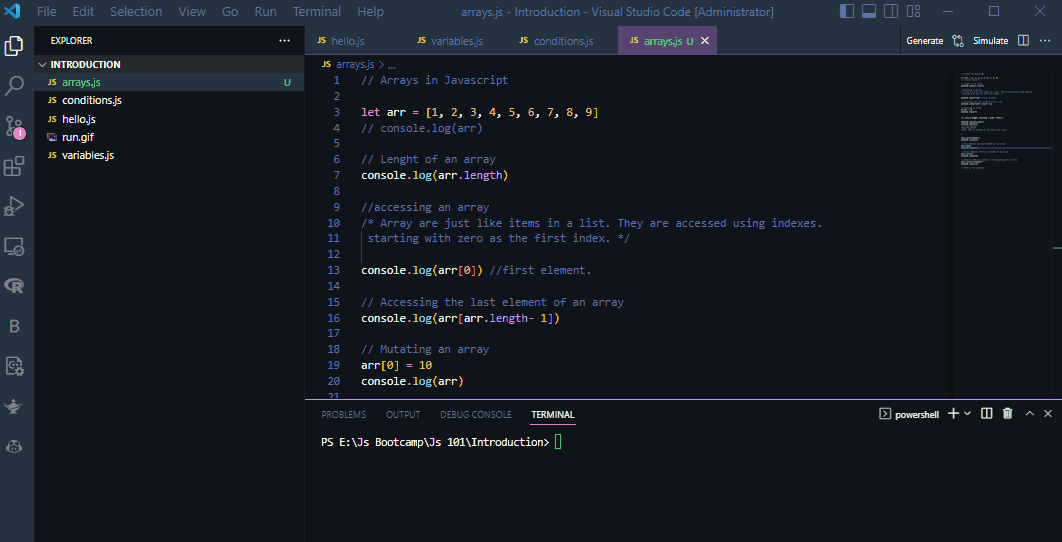 File Edit Selection View Go Run Terminal Help arrays.js - Introduction - Visual Studio Code [Administrator]
EXPLORER ···
INTRODUCTION
JS arrays.js U
JS conditions.js
JS hello.js
run.gif
JS variables.js
1
B
JS hello.js JS variables.js JS conditions.js JS arrays.js U Generate Simulate ···
JS arrays.js > ...
1 // Arrays in Javascript
2
3 let arr = [1, 2, 3, 4, 5, 6, 7, 8, 9]
4 // console.log(arr)
5
6 // Lenght of an array
7 console.log(arr.length)
8
9 //accessing an array
10 /* Array are just like items in a list. They are accessed using indexes.
11 starting with zero as the first index. */
12
13 console.log(arr[0]) //first element.
14
15 // Accessing the last element of an array
16 console.log(arr[arr.length- 1])
17
18 // Mutating an array
19 arr[0] = 10
20 console.log(arr)
21
PROBLEMS OUTPUT DEBUG CONSOLE TERMINAL powershell
PS E:\Js Bootcamp\Js 101\Introduction>